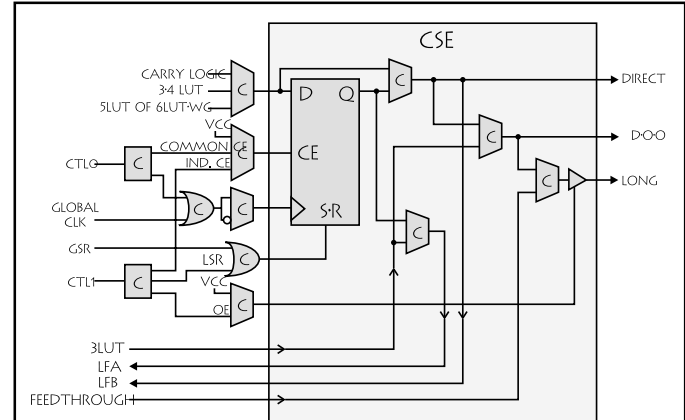 CSE
CARRY LOGIC
3·4 LUT
5LUT OF 6LUT·WG
C
D
Q
C
DIRECT
VCC
COMMON CE
IND. CE
C
CE
C
D·O·O
CTL0
C
C
LONG
GLOBAL
CLK
C
C
S·R
C
GSR
LSR
C
CTL1
C
VCC
OE
C
3LUT
LFA
LFB
FEEDTHROUGH